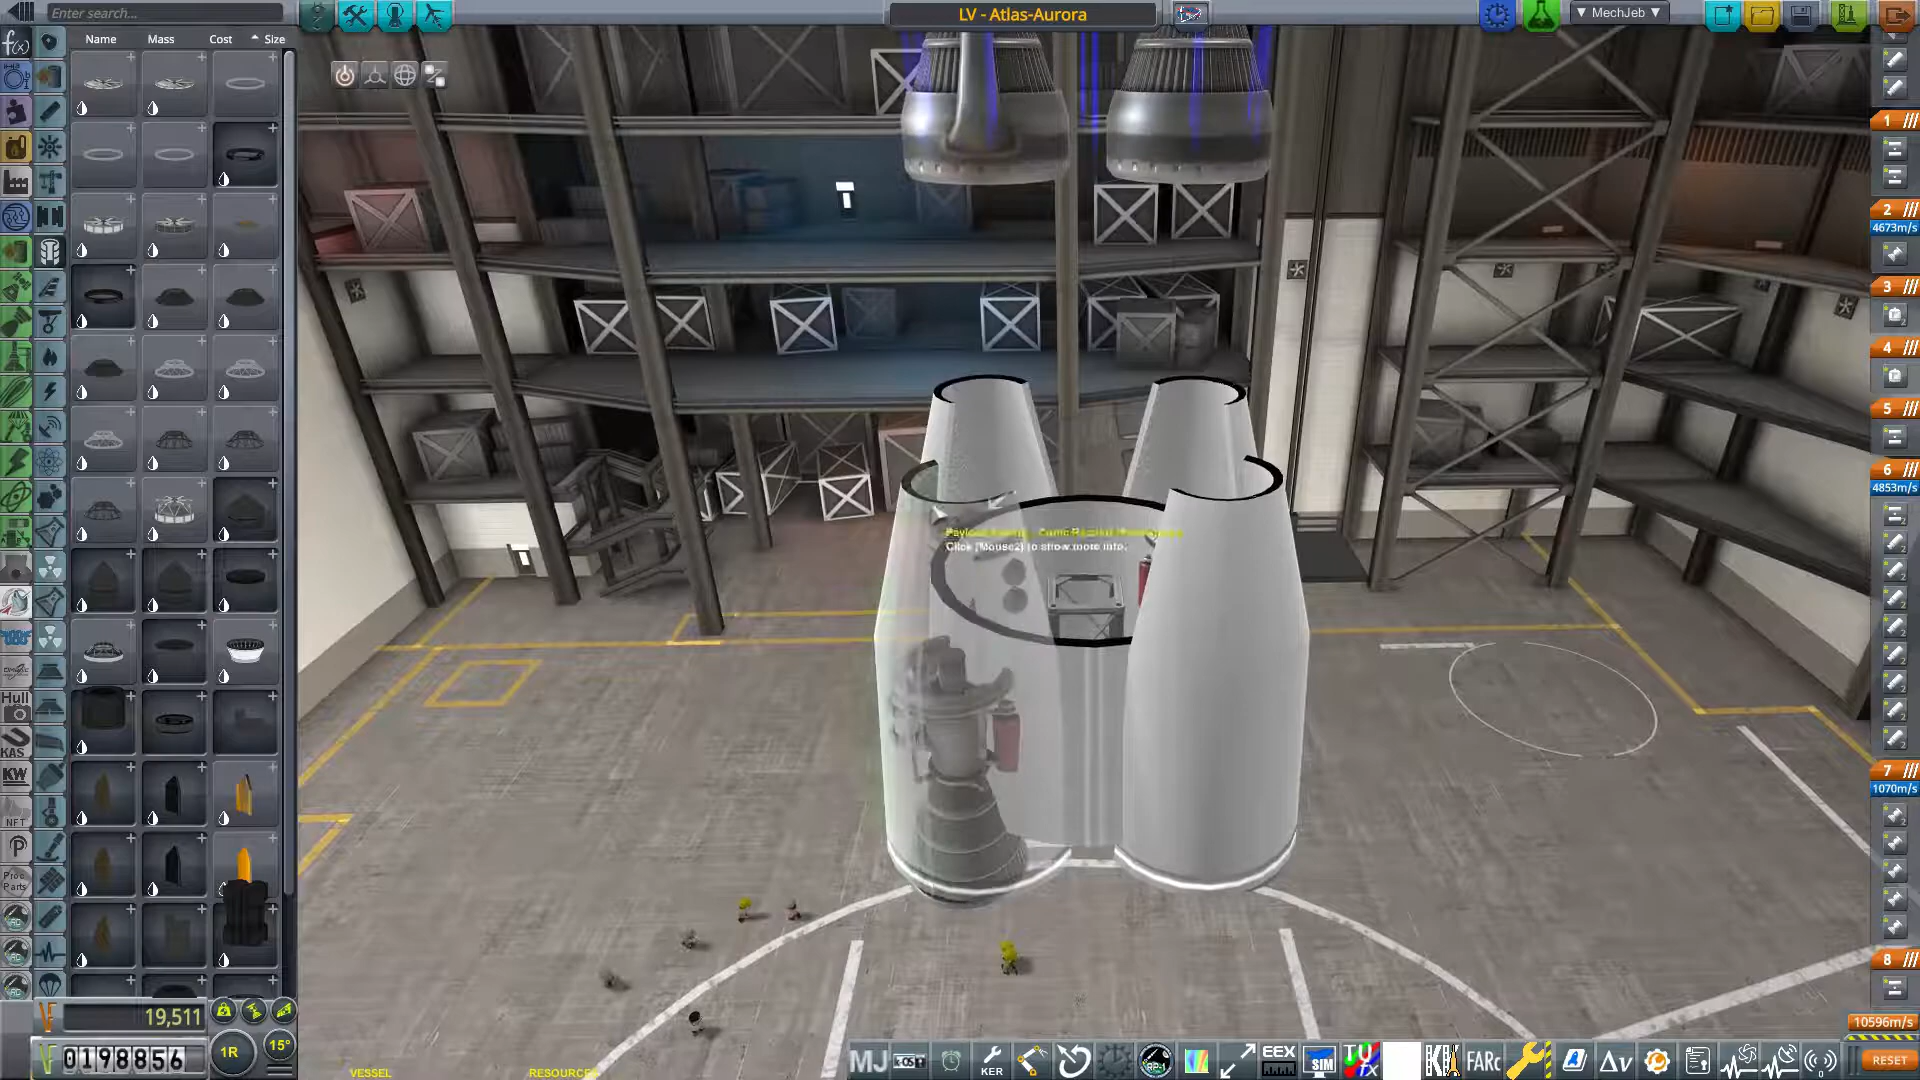 Enter search...
LV - Atlas-Aurora
▼ MechJeb ▼
Name Mass Cost Size
1
2
4673m/s
3
4
5
6
4853m/s
7
1070m/s
8
10596m/s
Click [Mouse2] to show more info.
Hull
KAS
KW
NFT
Proc
Parts
19,511
0198856
1R
15°
VESSEL
RESOURCES
MJ
KOS
KER
EEX
SIM
FARc
Δv
RESET